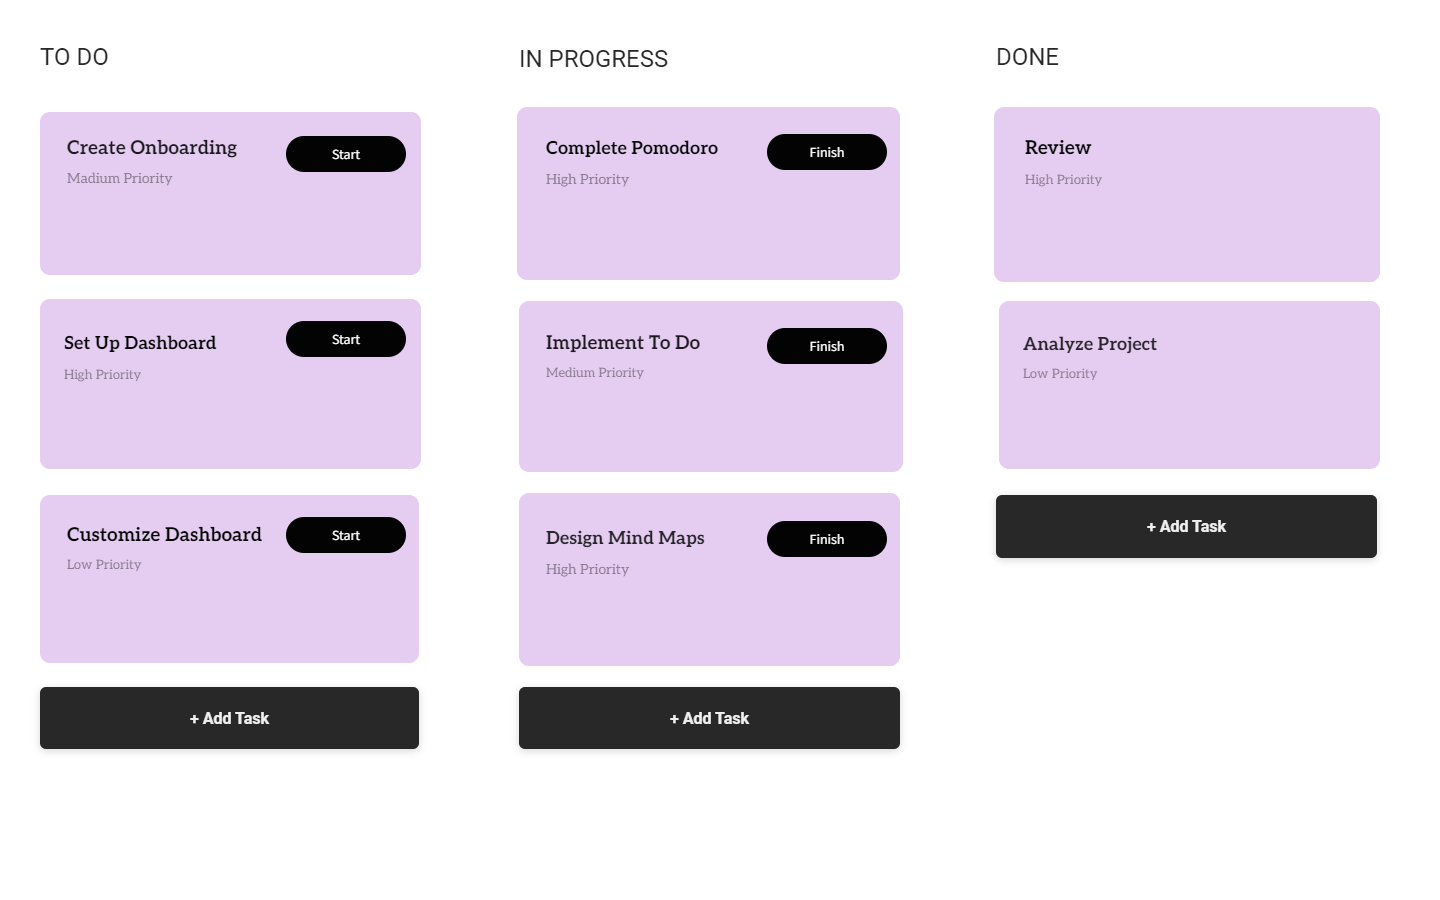 TO DO
Create Onboarding
Start
Madium Priority
Set Up Dashboard
Start
High Priority
Customize Dashboard
Start
Low Priority
+ Add Task
IN PROGRESS
Complete Pomodoro
Finish
High Priority
Implement To Do
Finish
Medium Priority
Design Mind Maps
Finish
High Priority
+ Add Task
DONE
Review
High Priority
Analyze Project
Low Priority
+ Add Task